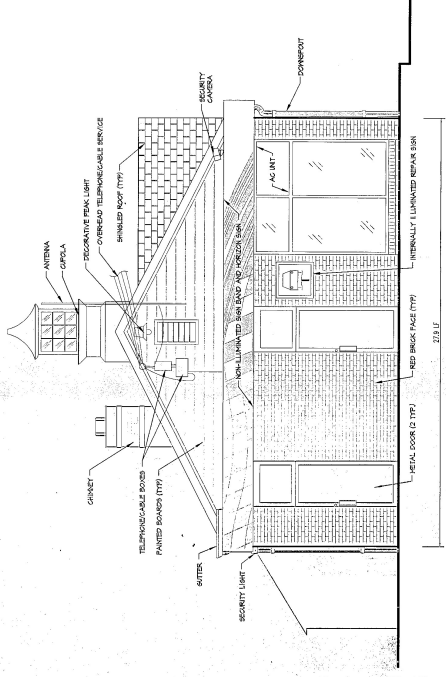 ANTENNA
CUPOLA
DECORATIVE PEAK LIGHT
OVERHEAD TELEPHONE/CABLE SERVICE
SHINGLED ROOF (TYP)
SECURITY
CAMERA
CHIMNEY
TELEPHONE/CABLE BOXES
PAINTED BOARDS (TYP)
GUTTER
SECURITY LIGHT
NON-ILLUMINATED SIGN BAND AND HORIZON SIGN
AC UNIT
DOWNSPOUT
METAL DOOR (2 TYP.)
RED BRICK FACE (TYP)
INTERNALLY ILLUMINATED REPAIR SIGN
27.9 LF